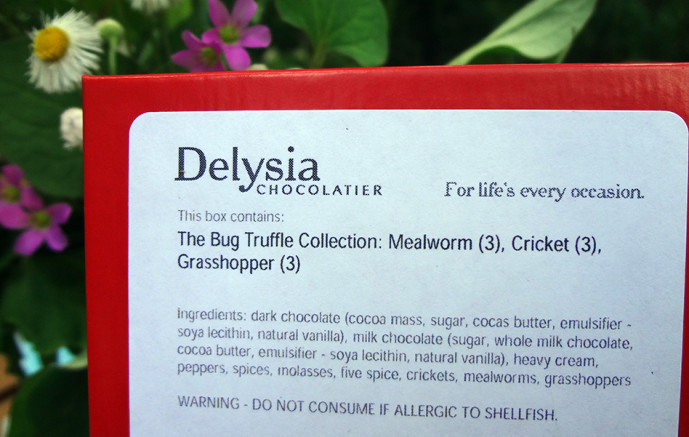 Delysia
CHOCOLATIER
For life's every occasion.
This box contains:
The Bug Truffle Collection: Mealworm (3), Cricket (3),
Grasshopper (3)
Ingredients: dark chocolate (cocoa mass, sugar, cocas butter, emulsifier -
soya lecithin, natural vanilla), milk chocolate (sugar, whole milk chocolate,
cocoa butter, emulsifier - soya lecithin, natural vanilla), heavy cream,
peppers, spices, molasses, five spice, crickets, mealworms, grasshoppers
WARNING - DO NOT CONSUME IF ALLERGIC TO SHELLFISH.